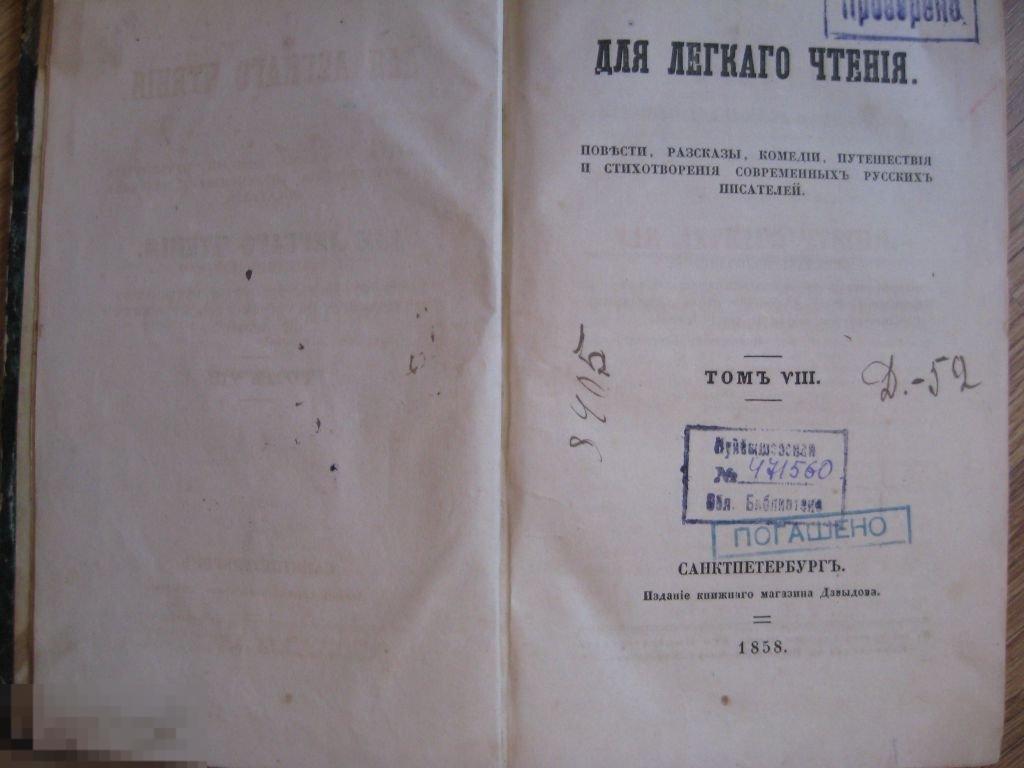 Проверено
ДЛЯ ЛЕГКАГО ЧТЕНІЯ.
ПОВѢСТИ, РАЗСКАЗЫ, КОМЕДІИ, ПУТЕШЕСТВІЯ
И СТИХОТВОРЕНІЯ СОВРЕМЕННЫХЪ РУССКИХЪ
ПИСАТЕЛЕЙ.
ТОМЪ VIII.
Д.-52
Куйбышевская
№ 471560
Обл. Библиотека
ПОГАШЕНО
САНКТПЕТЕРБУРГЪ.
Изданіе книжнаго магазина Давыдова.
1858.